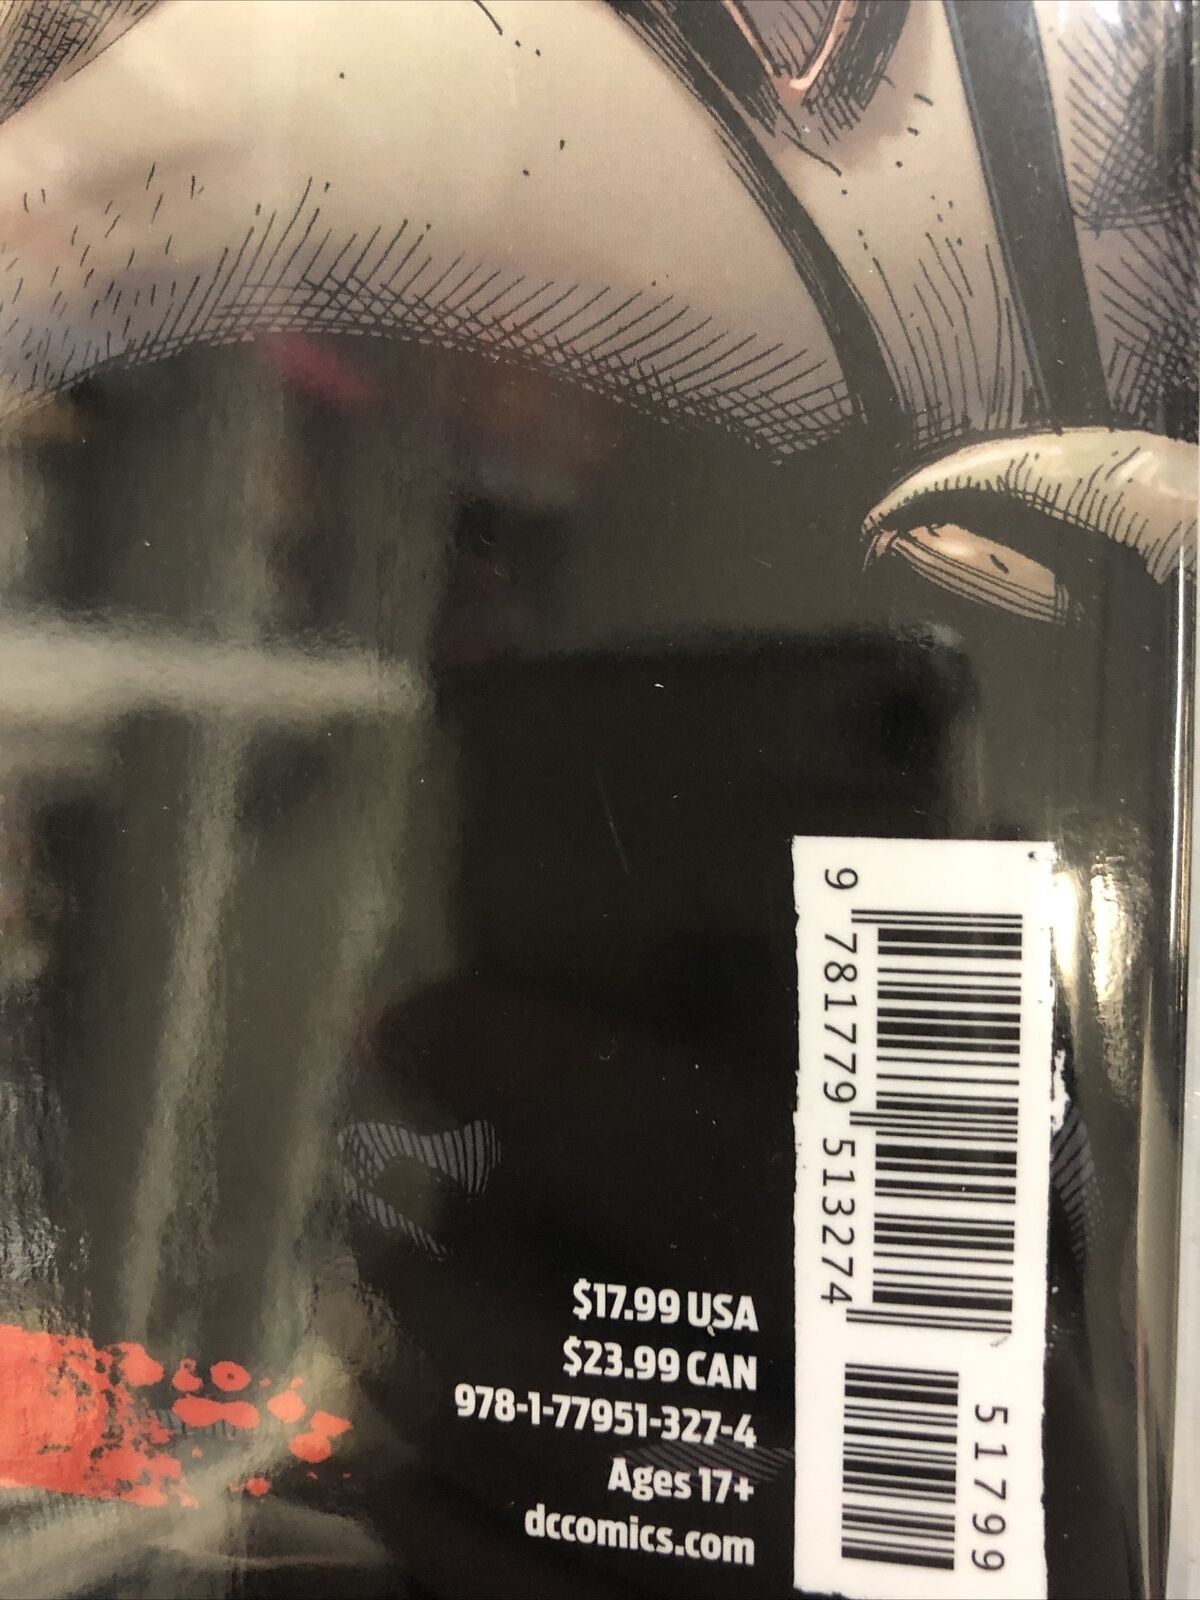 $17.99 USA
$23.99 CAN
978-1-77951-327-4
Ages 17+
dccomics.com
9 781779 513274
51799